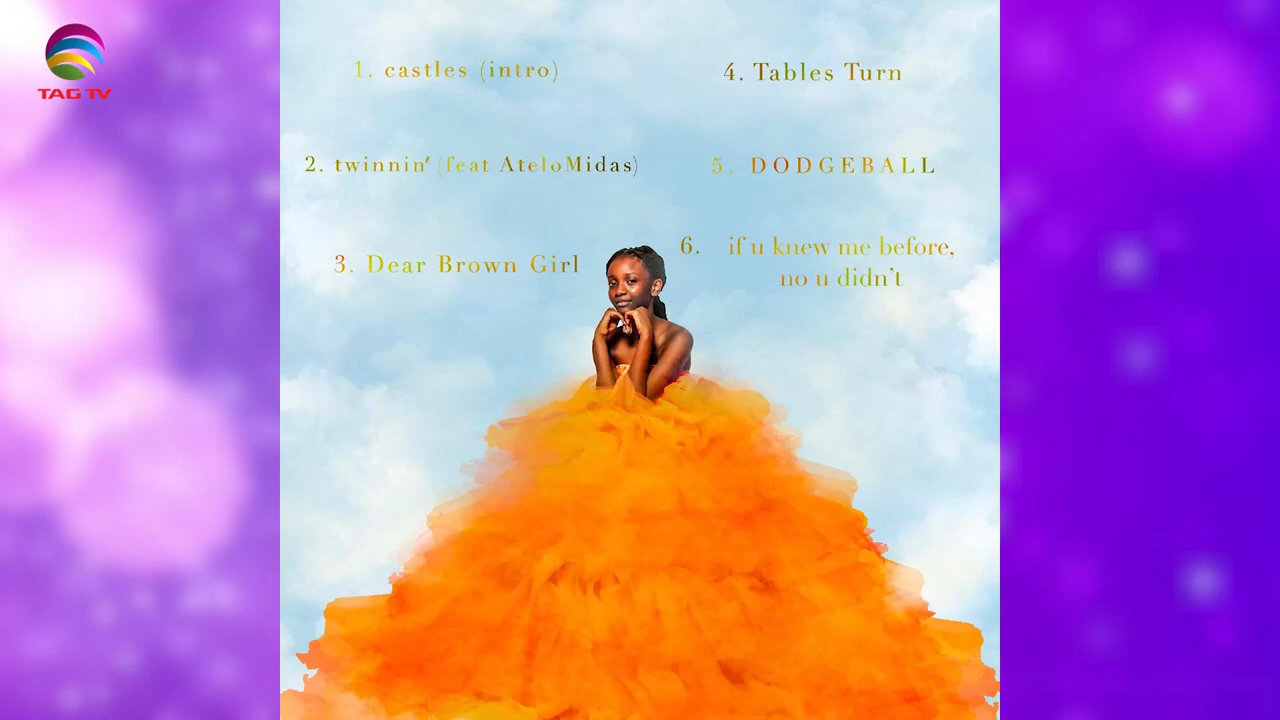 TAG TV
1. castles (intro)
2. twinnin' (feat AteloMidas)
3. Dear Brown Girl
4. Tables Turn
5. DODGEBALL
6. if u knew me before,
no u didn't